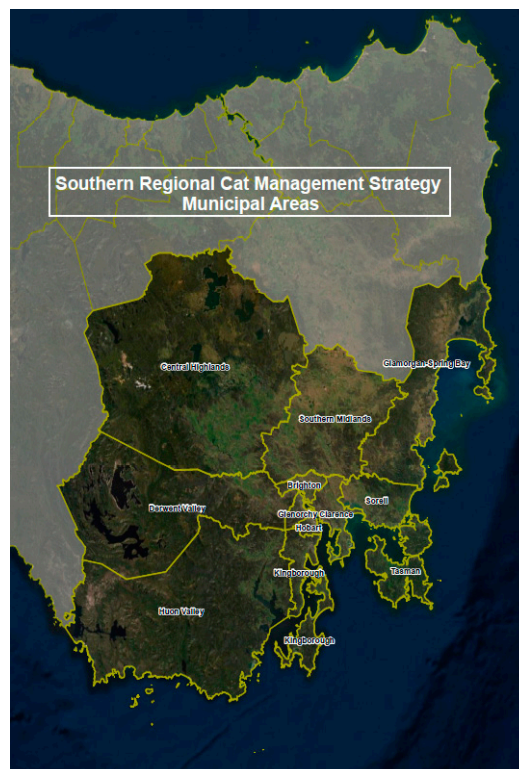 Southern Regional Cat Management Strategy
Municipal Areas
Central Highlands
Glamorgan-Spring Bay
Southern Midlands
Brighton
Sorell
Derwent Valley
Glenorchy Clarence
Hobart
Kingborough
Tasman
Huon Valley
Kingborough